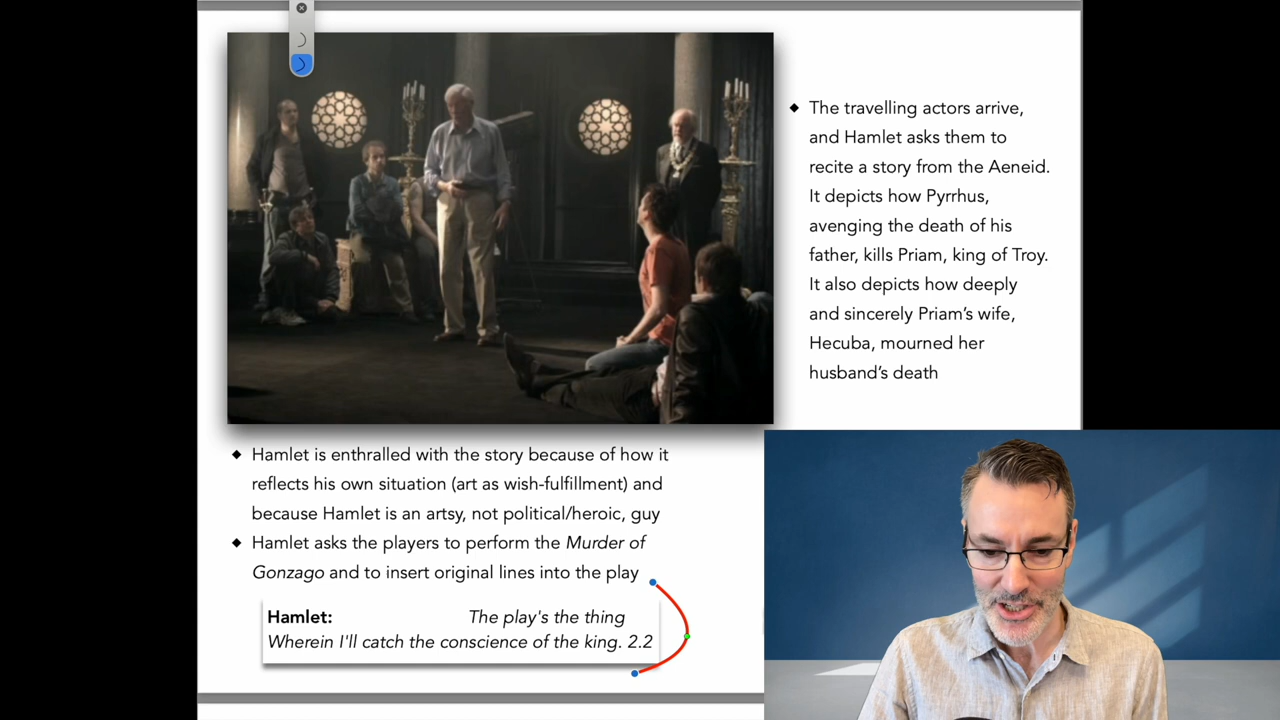 ◆ The travelling actors arrive,
and Hamlet asks them to
recite a story from the Aeneid.
It depicts how Pyrrhus,
avenging the death of his
father, kills Priam, king of Troy.
It also depicts how deeply
and sincerely Priam’s wife,
Hecuba, mourned her
husband’s death
◆ Hamlet is enthralled with the story because of how it
reflects his own situation (art as wish-fulfillment) and
because Hamlet is an artsy, not political/heroic, guy
◆ Hamlet asks the players to perform the Murder of
Gonzago and to insert original lines into the play
Hamlet: The play's the thing
Wherein I'll catch the conscience of the king. 2.2